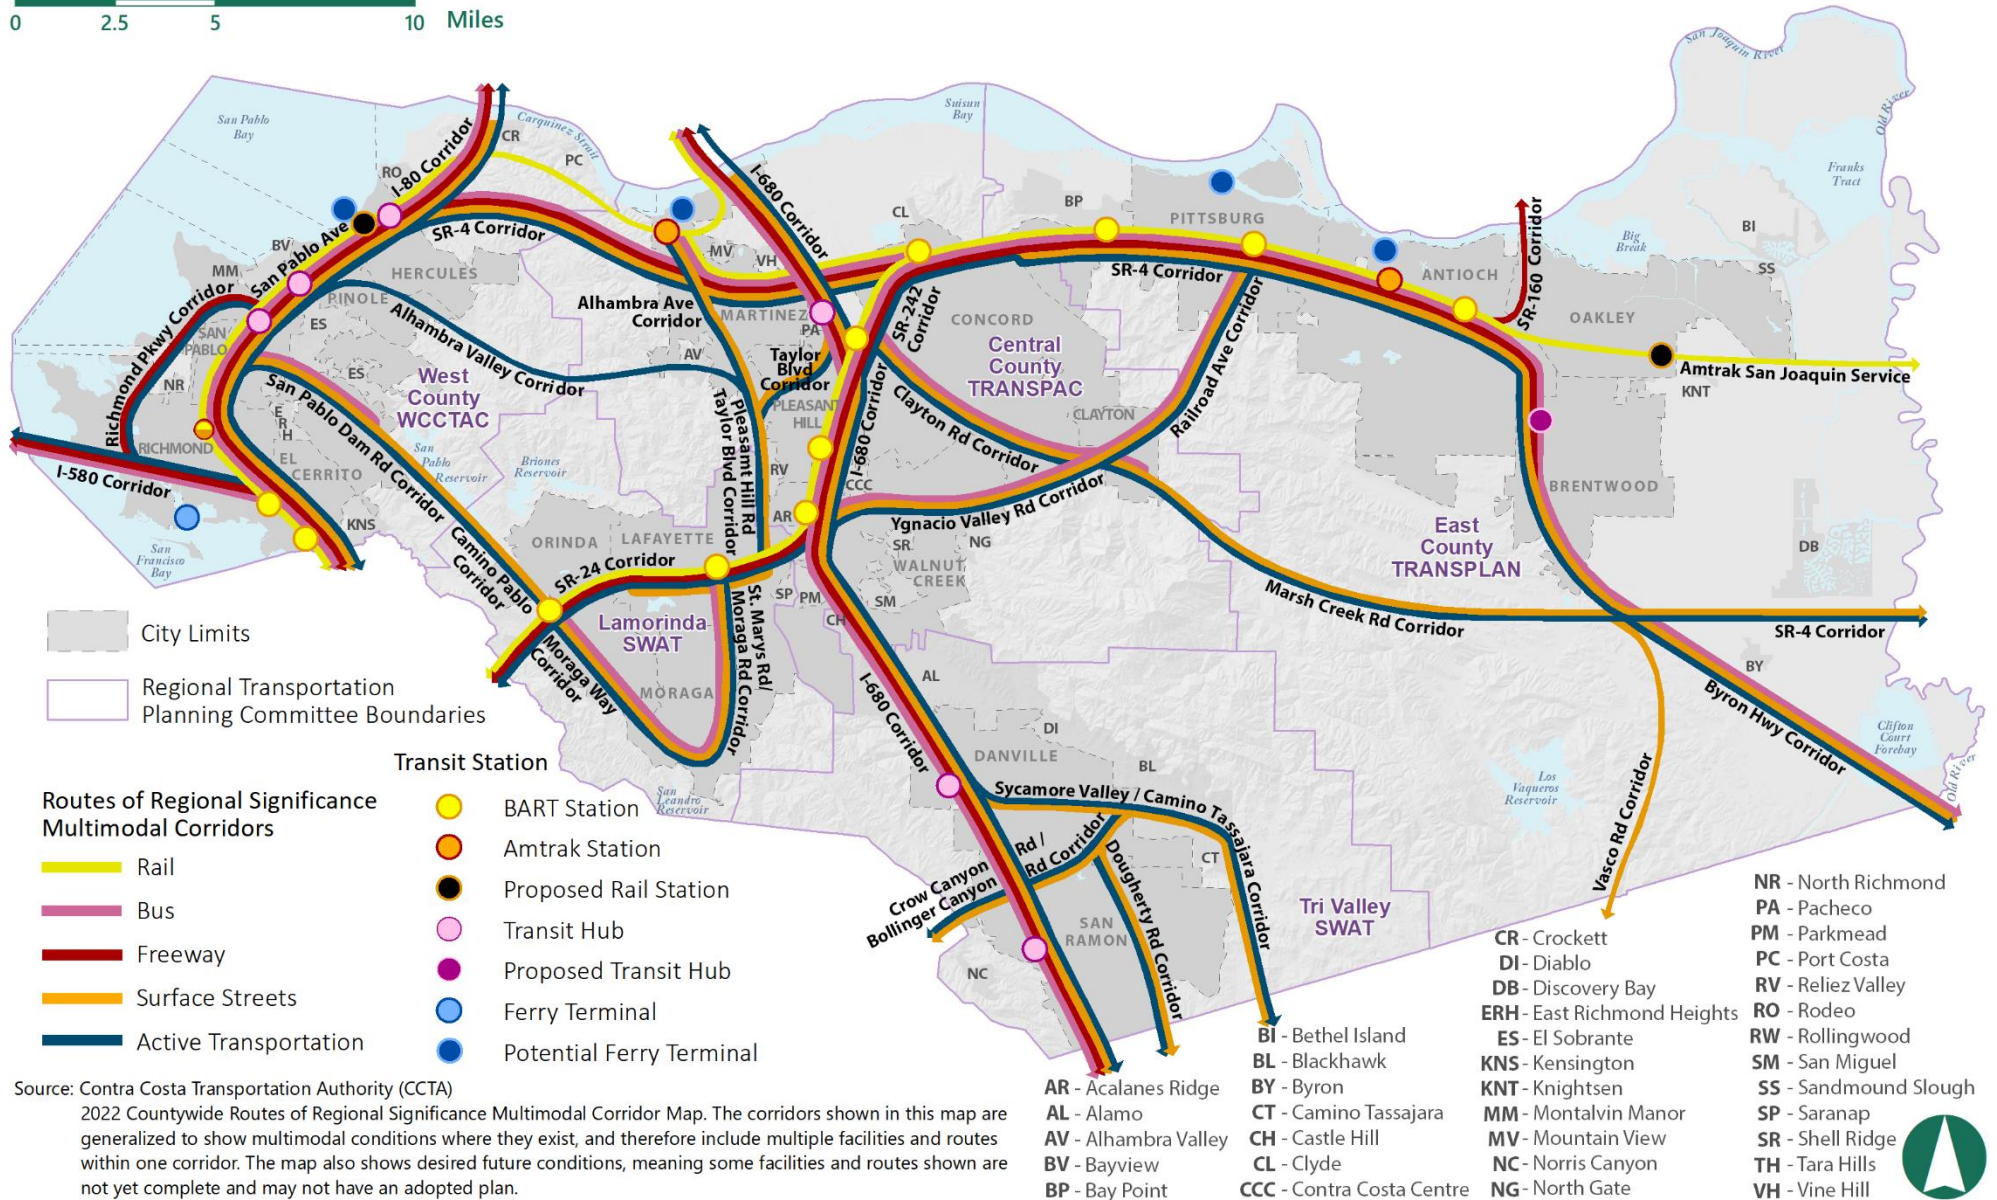 0 2.5 5 10 Miles
San Joaquin River
Old River
San Pablo Bay
Suisun Bay
Carquinez Strait
CR
PC
RO
I-80 Corridor
I-680 Corridor
Franks Tract
BP
CL
PITTSBURG
BI
Big Break
SS
SR-4 Corridor
BV
San Pablo Ave
MV
VH
SR-4 Corridor
ANTIOCH
SR-160 Corridor
MM
HERCULES
PINOLE
Richmond Pkwy Corridor
Alhambra Ave
Corridor
MARTINEZ
PA
SR-242
Corridor
CONCORD
OAKLEY
SAN
PABLO
ES
Alhambra Valley Corridor
AV
Taylor
Blvd
Corridor
Central
County
TRANSPAC
Railroad Ave Corridor
Amtrak San Joaquin Service
KNT
NR
ES
West
County
WCCTAC
San Pablo Dam Rd Corridor
PLEASANT
HILL
I-680 Corridor
Clayton Rd Corridor
CLAYTON
E
R
H
RICHMOND
EL
CERRITO
San Pablo Reservoir
Briones Reservoir
Pleasamt Hill Rd
Taylor Blvd Corridor
RV
CCC
I-580 Corridor
BRENTWOOD
KNS
San Francisco Bay
AR
Ygnacio Valley Rd Corridor
NG
SR
WALNUT
CREEK
East
County
TRANSPLAN
DB
ORINDA
LAFAYETTE
SR-24 Corridor
Camino Pablo
Corridor
SP
PM
SM
CH
Marsh Creek Rd Corridor
SR-4 Corridor
Lamorinda
SWAT
St. Marys Rd/
Moraga Rd Corridor
Moraga Way
Corridor
MORAGA
AL
I-680 Corridor
BY
Byron Hwy Corridor
Clifton Court Forebay
Old River
DI
DANVILLE
BL
San Leandro Reservoir
Los Vaqueros Reservoir
Vasco Rd Corridor
Sycamore Valley / Camino Tassajara Corridor
CT
Crow Canyon Rd /
Bollinger Canyon Rd Corridor
Dougherty Rd Corridor
SAN
RAMON
NC
Tri Valley
SWAT
City Limits
Regional Transportation
Planning Committee Boundaries
Routes of Regional Significance
Multimodal Corridors
Rail
Bus
Freeway
Surface Streets
Active Transportation
Transit Station
BART Station
Amtrak Station
Proposed Rail Station
Transit Hub
Proposed Transit Hub
Ferry Terminal
Potential Ferry Terminal
Source: Contra Costa Transportation Authority (CCTA)
2022 Countywide Routes of Regional Significance Multimodal Corridor Map. The corridors shown in this map are
generalized to show multimodal conditions where they exist, and therefore include multiple facilities and routes
within one corridor. The map also shows desired future conditions, meaning some facilities and routes shown are
not yet complete and may not have an adopted plan.
AR - Acalanes Ridge
AL - Alamo
AV - Alhambra Valley
BV - Bayview
BP - Bay Point
BI - Bethel Island
BL - Blackhawk
BY - Byron
CT - Camino Tassajara
CH - Castle Hill
CL - Clyde
CCC - Contra Costa Centre
CR - Crockett
DI - Diablo
DB - Discovery Bay
ERH - East Richmond Heights
ES - El Sobrante
KNS - Kensington
KNT - Knightsen
MM - Montalvin Manor
MV - Mountain View
NC - Norris Canyon
NG - North Gate
NR - North Richmond
PA - Pacheco
PM - Parkmead
PC - Port Costa
RV - Reliez Valley
RO - Rodeo
RW - Rollingwood
SM - San Miguel
SS - Sandmound Slough
SP - Saranap
SR - Shell Ridge
TH - Tara Hills
VH - Vine Hill